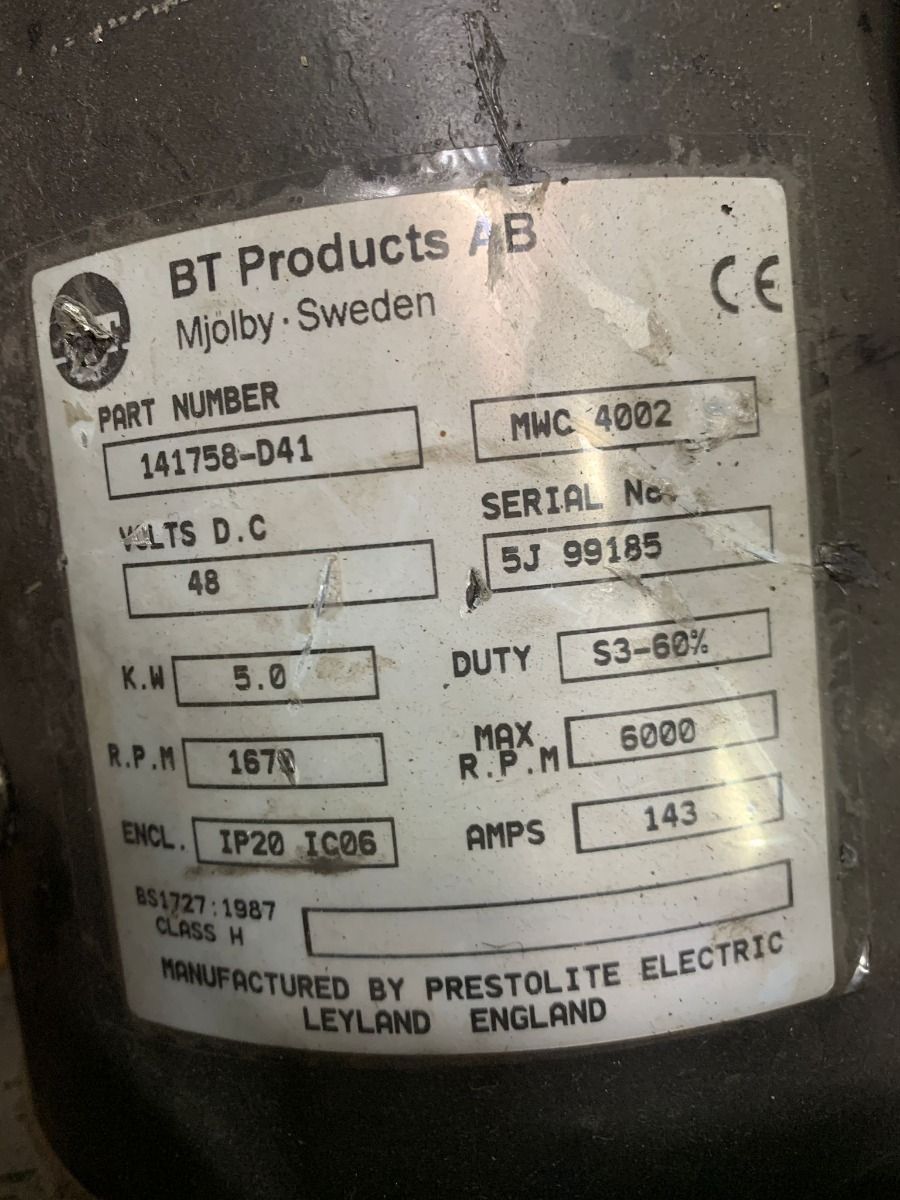 BT Products AB
Mjölby · Sweden
CE
PART NUMBER
141758-D41
MWC 4002
VOLTS D.C
48
SERIAL No.
5J 99185
K.W 5.0
DUTY S3-60%
R.P.M 1670
MAX
R.P.M 6000
ENCL. IP20 IC06
AMPS 143
BS1727:1987
CLASS H
MANUFACTURED BY PRESTOLITE ELECTRIC
LEYLAND ENGLAND